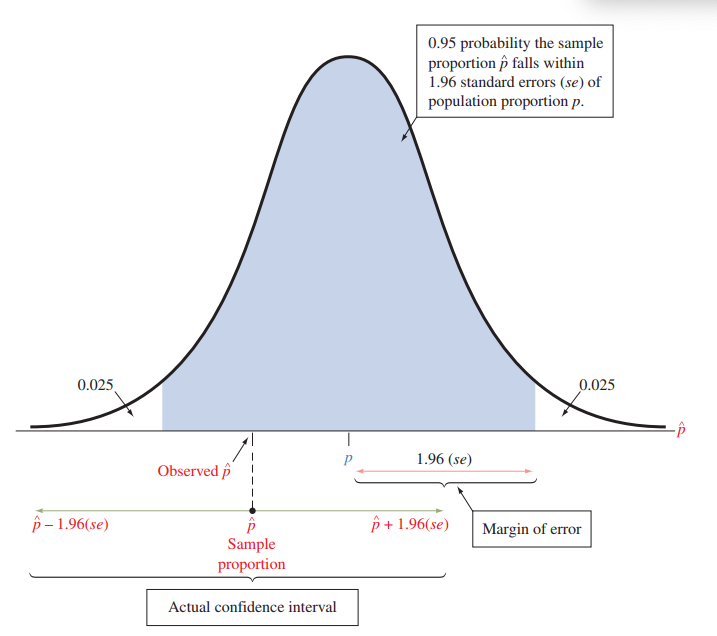 0.95 probability the sample
proportion p̂ falls within
1.96 standard errors (se) of
population proportion p.
0.025
0.025
p̂
Observed p̂
p
1.96 (se)
p̂ – 1.96(se)
p̂
Sample
proportion
p̂ + 1.96(se)
Margin of error
Actual confidence interval